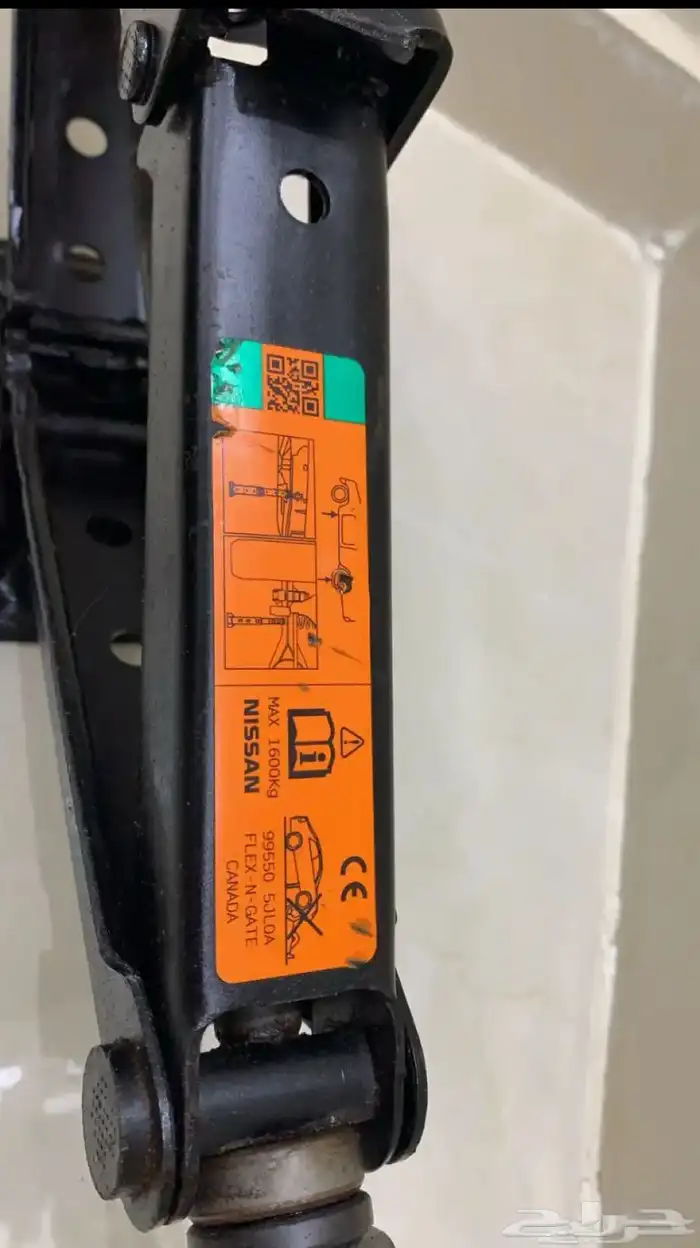 MAX 1600Kg
NISSAN
CE
99550 5JL0A
FLEX-N-GATE
CANADA
حراج